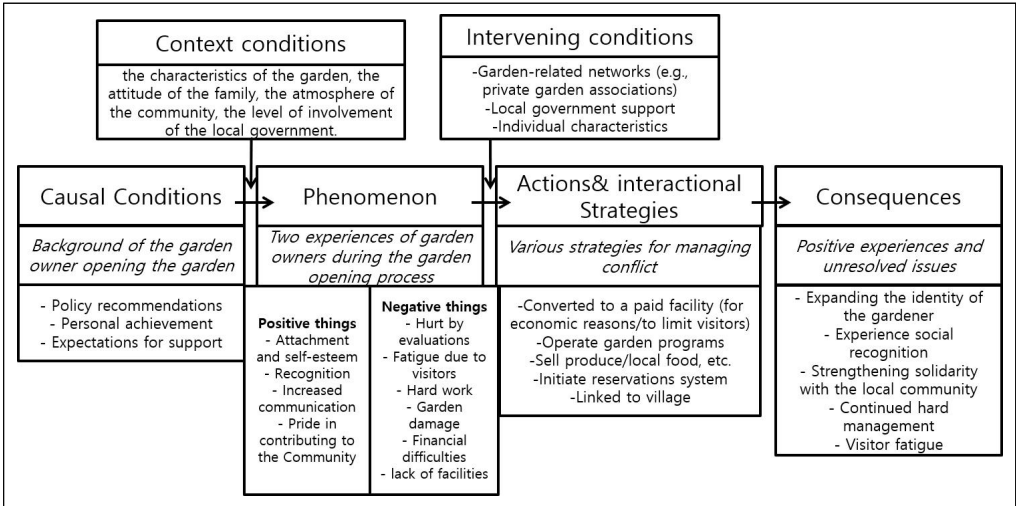 Context conditions
the characteristics of the garden, the
attitude of the family, the atmosphere of
the community, the level of involvement
of the local government.
Intervening conditions
-Garden-related networks (e.g.,
private garden associations)
-Local government support
-Individual characteristics
Causal Conditions
Background of the garden
owner opening the garden
- Policy recommendations
- Personal achievement
- Expectations for support
Phenomenon
Two experiences of garden
owners during the garden
opening process
Positive things
- Attachment
and self-esteem
- Recognition
- Increased
communication
- Pride in
contributing to
the Community
Negative things
- Hurt by
evaluations
- Fatigue due to
visitors
- Hard work
- Garden
damage
- Financial
difficulties
- lack of facilities
Actions& interactional
Strategies
Various strategies for managing
conflict
-Converted to a paid facility (for
economic reasons/to limit visitors)
-Operate garden programs
-Sell produce/local food, etc.
-Initiate reservations system
-Linked to village
Consequences
Positive experiences and
unresolved issues
- Expanding the identity of
the gardener
- Experience social
recognition
- Strengthening solidarity
with the local community
- Continued hard
management
- Visitor fatigue